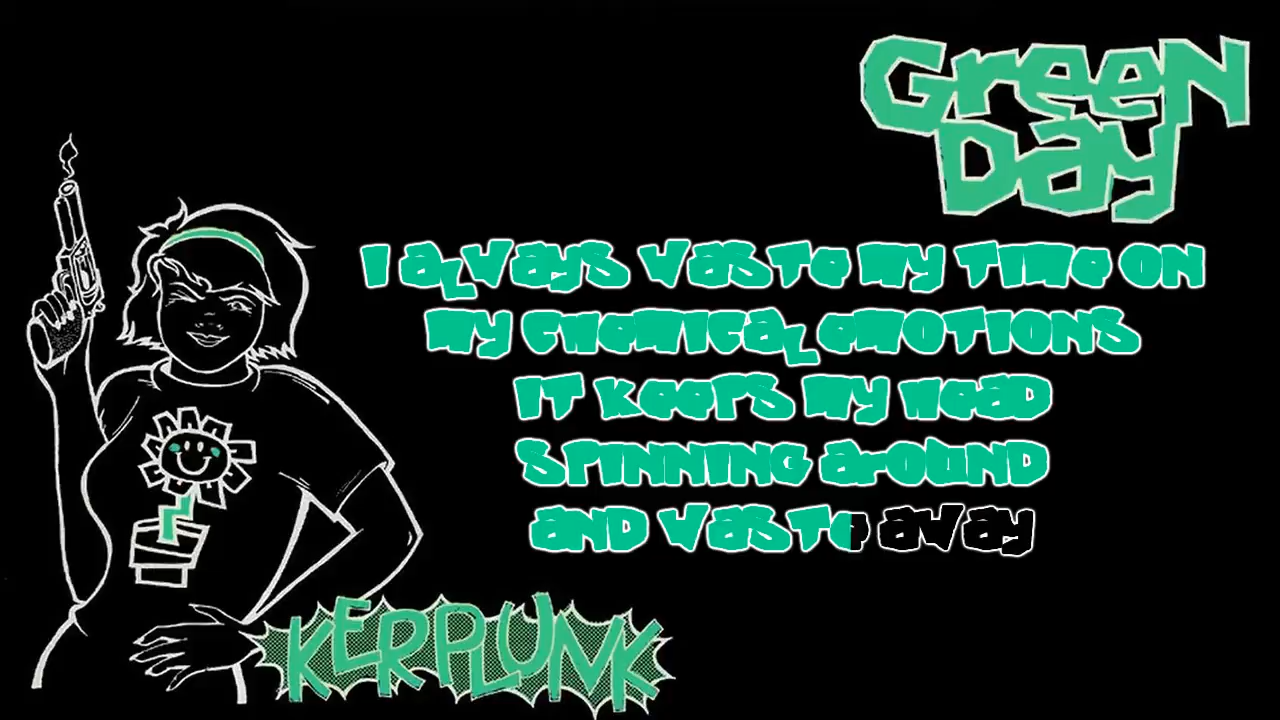 GREEN
DAY
I ALWAYS WASTE MY TIME ON
MY CHEMICAL EMOTIONS
IT KEEPS MY HEAD
SPINNING AROUND
AND WASTE AWAY
KERPLUNK